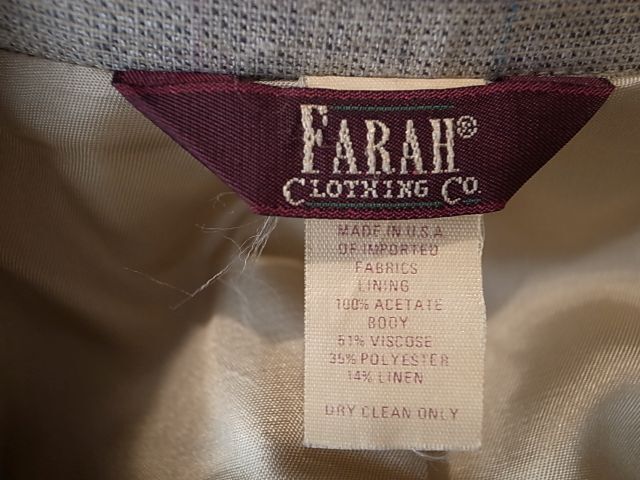 FARAH®
CLOTHING CO.
MADE IN U.S.A
OF IMPORTED
FABRICS
LINING
100% ACETATE
BODY
51% VISCOSE
35% POLYESTER
14% LINEN
DRY CLEAN ONLY